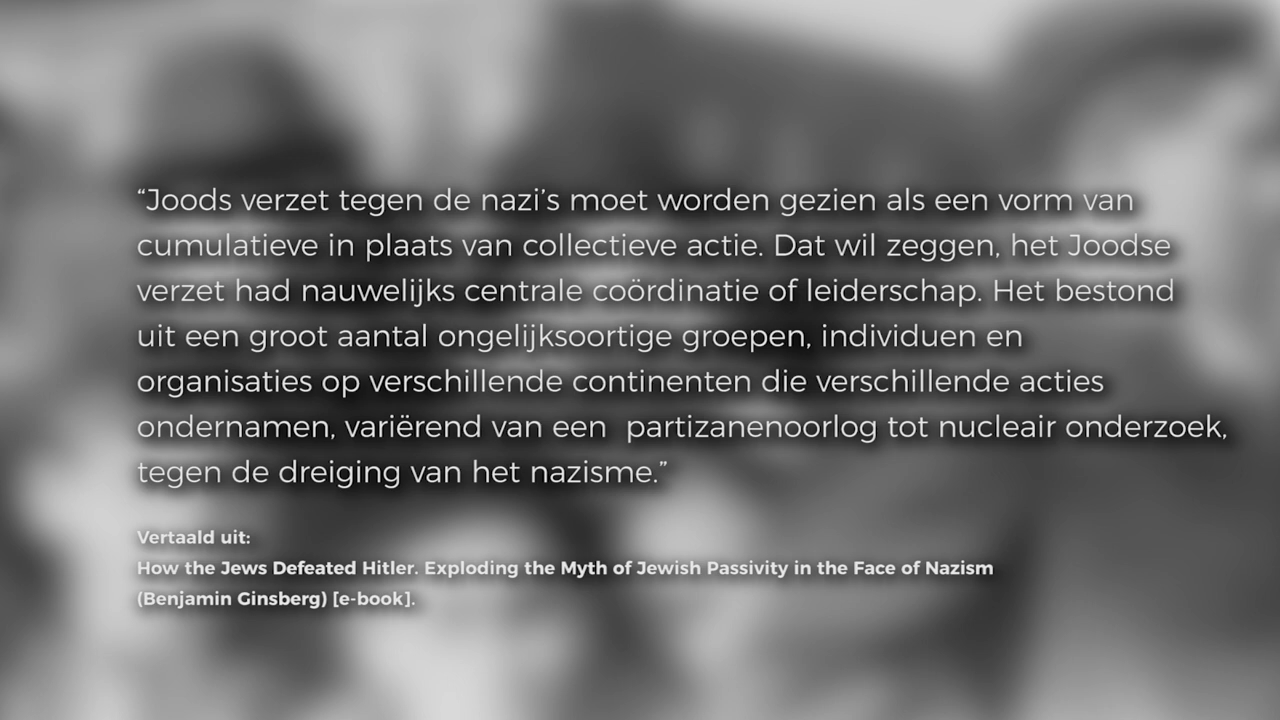 “Joods verzet tegen de nazi’s moet worden gezien als een vorm van
cumulatieve in plaats van collectieve actie. Dat wil zeggen, het Joodse
verzet had nauwelijks centrale coördinatie of leiderschap. Het bestond
uit een groot aantal ongelijksoortige groepen, individuen en
organisaties op verschillende continenten die verschillende acties
ondernamen, variërend van een  partizanenoorlog tot nucleair onderzoek,
tegen de dreiging van het nazisme.”
Vertaald uit:
How the Jews Defeated Hitler. Exploding the Myth of Jewish Passivity in the Face of Nazism
(Benjamin Ginsberg) [e-book].